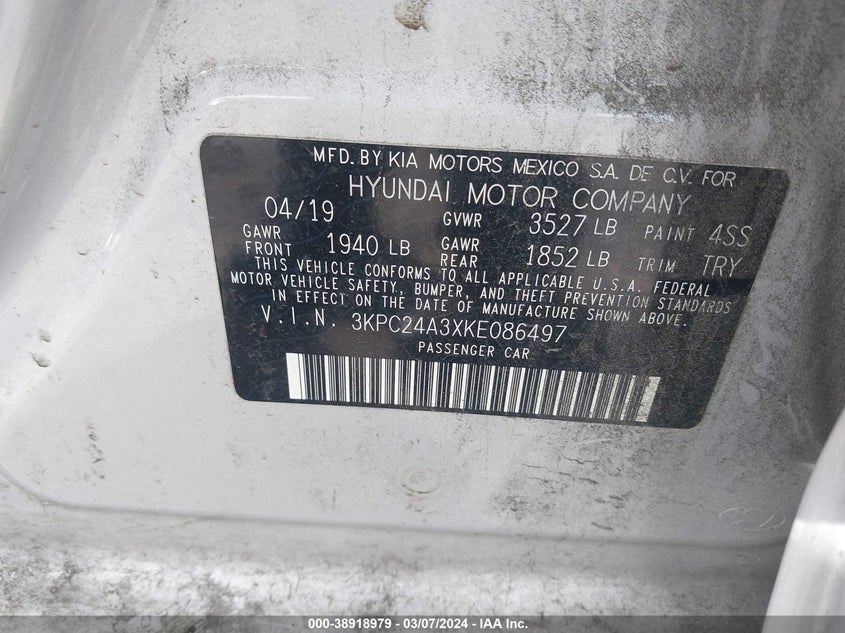 MFD. BY KIA MOTORS MEXICO S.A. DE C.V. FOR
HYUNDAI MOTOR COMPANY
04/19 GVWR 3527 LB PAINT 4SS
GAWR FRONT 1940 LB GAWR REAR 1852 LB TRIM TRY
THIS VEHICLE CONFORMS TO ALL APPLICABLE U.S.A. FEDERAL
MOTOR VEHICLE SAFETY, BUMPER, AND THEFT PREVENTION STANDARDS
IN EFFECT ON THE DATE OF MANUFACTURE SHOWN ABOVE.
V.I.N. 3KPC24A3XKE086497
PASSENGER CAR
000-38918979 — 03/07/2024 — IAA Inc.